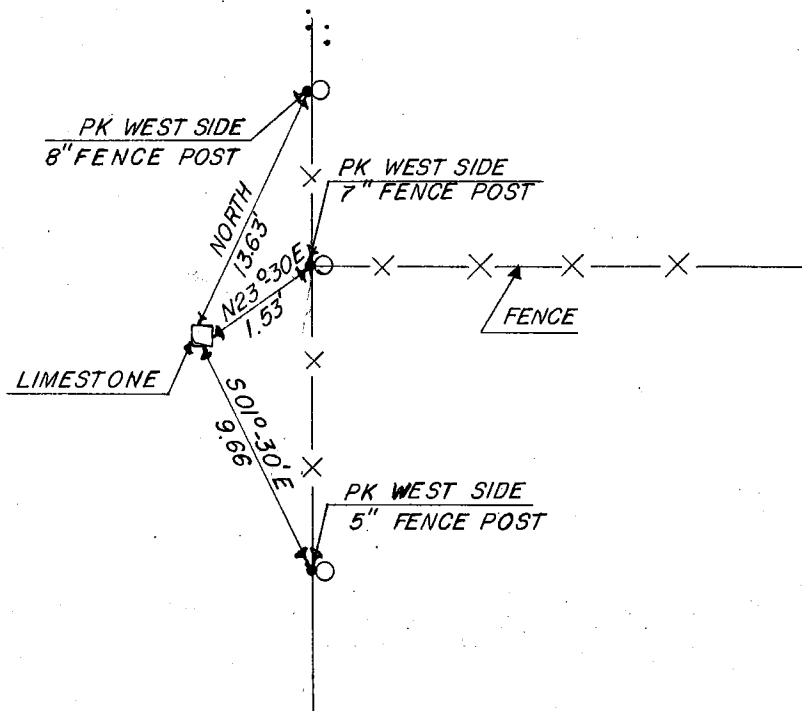 PK WEST SIDE
8" FENCE POST
PK WEST SIDE
7" FENCE POST
NORTH
13.63'
N23°30E
1.53'
FENCE
LIMESTONE
S01°-30'E
9.66
PK WEST SIDE
5" FENCE POST